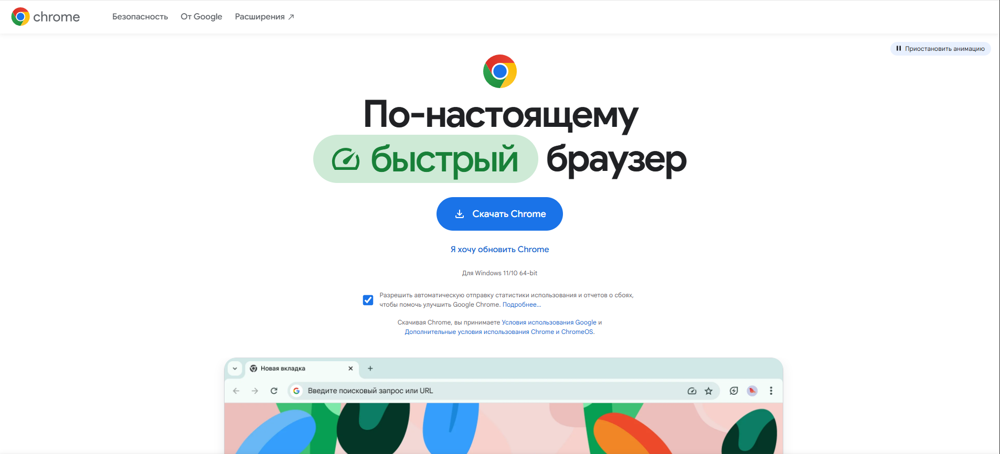 chrome
Безопасность
От Google
Расширения
Приостановить анимацию
По-настоящему
быстрый браузер
Скачать Chrome
Я хочу обновить Chrome
Для Windows 11/10 64-bit
Разрешить автоматическую отправку статистики использования и отчетов о сбоях,
чтобы помочь улучшить Google Chrome. Подробнее...
Скачивая Chrome, вы принимаете Условия использования Google и
Дополнительные условия использования Chrome и ChromeOS.
Новая вкладка
Введите поисковый запрос или URL